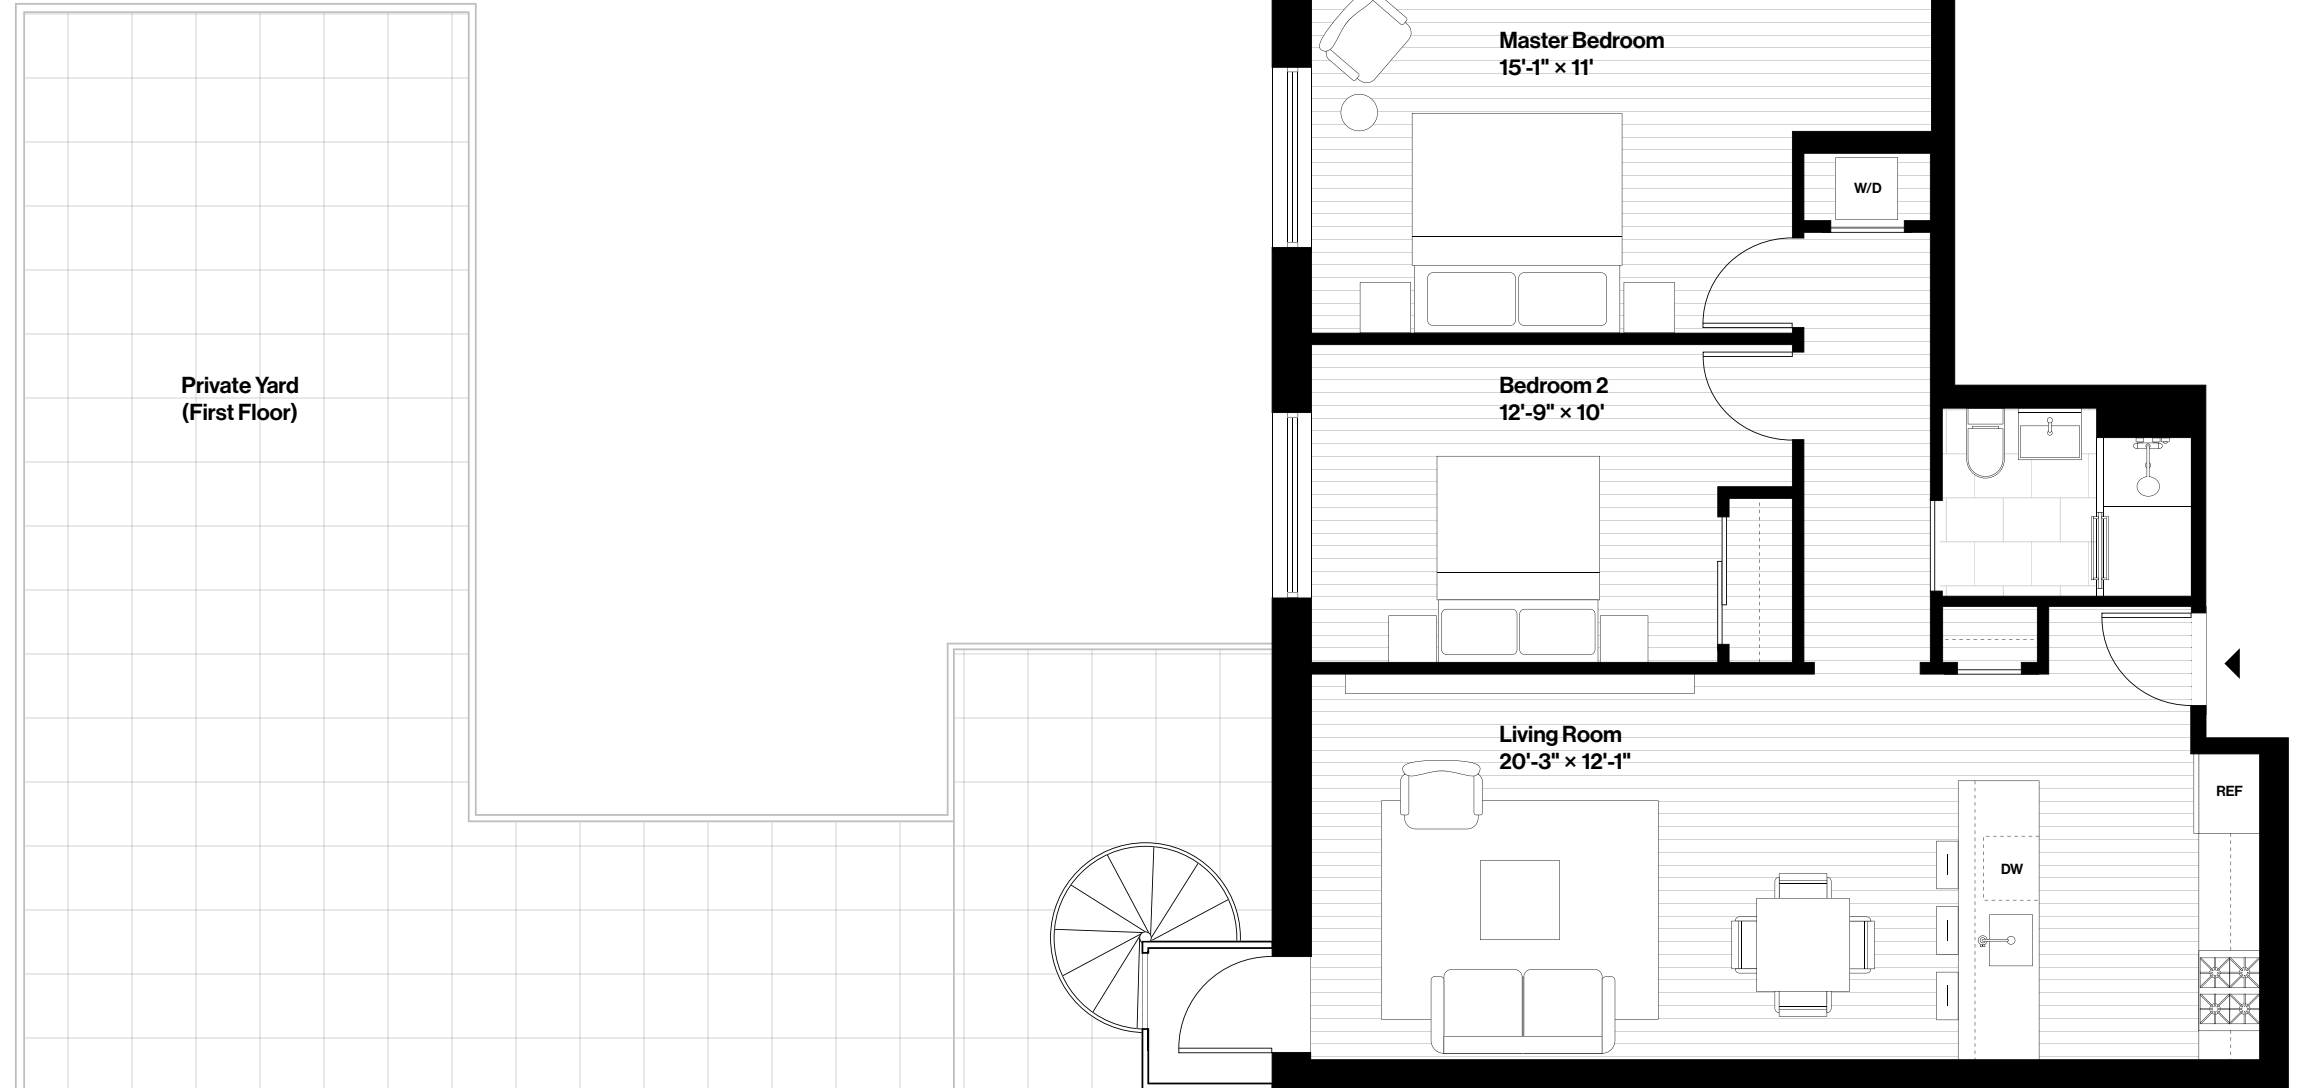 Master Bedroom
15'-1" × 11'
W/D
Private Yard
(First Floor)
Bedroom 2
12'-9" × 10'
Living Room
20'-3" × 12'-1"
REF
DW